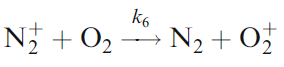 N₂⁺ + O₂ —k₆→ N₂ + O₂⁺